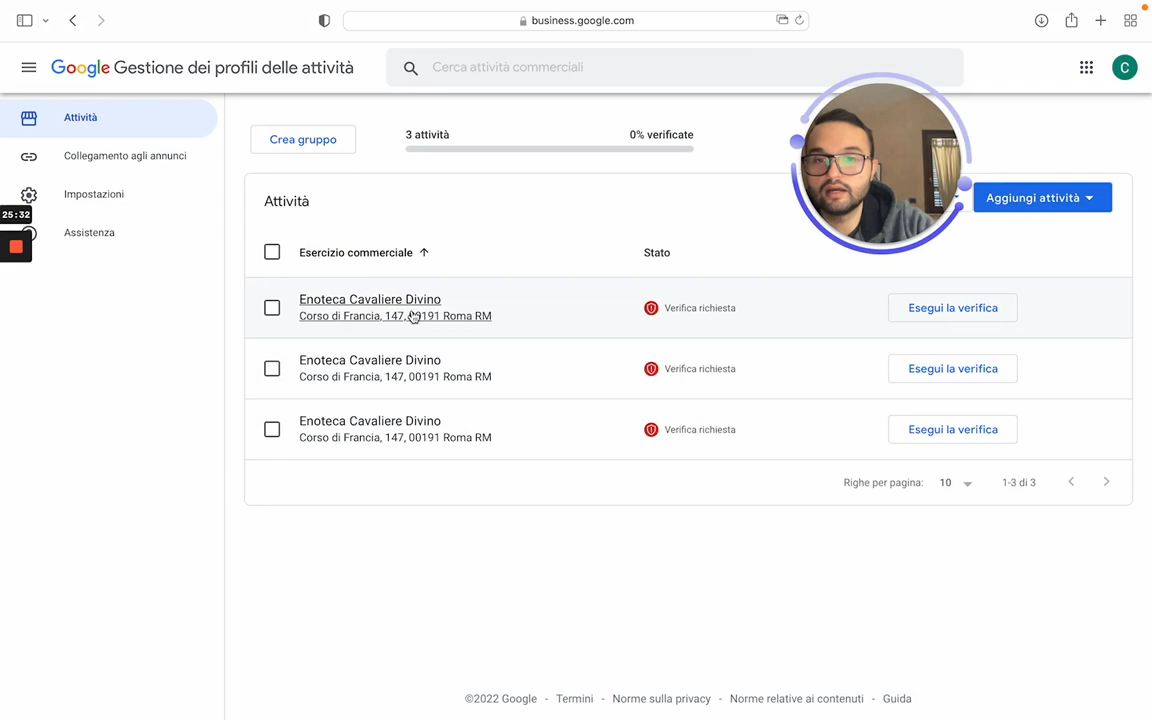 business.google.com
Google Gestione dei profili delle attività
Cerca attività commerciali
C
Attività
Collegamento agli annunci
Impostazioni
Assistenza
25:32
Crea gruppo
3 attività
0% verificate
Attività
Aggiungi attività
Esercizio commerciale
Stato
Enoteca Cavaliere Divino
Corso di Francia, 147, 00191 Roma RM
Verifica richiesta
Esegui la verifica
Enoteca Cavaliere Divino
Corso di Francia, 147, 00191 Roma RM
Verifica richiesta
Esegui la verifica
Enoteca Cavaliere Divino
Corso di Francia, 147, 00191 Roma RM
Verifica richiesta
Esegui la verifica
Righe per pagina: 10
1-3 di 3
©2022 Google - Termini - Norme sulla privacy - Norme relative ai contenuti - Guida